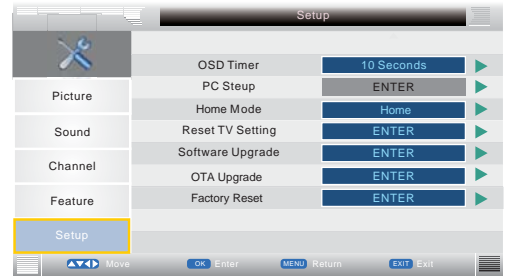 Setup
OSD Timer 10 Seconds
PC Steup ENTER
Home Mode Home
Reset TV Setting ENTER
Software Upgrade ENTER
OTA Upgrade ENTER
Factory Reset ENTER
Picture
Sound
Channel
Feature
Setup
Move OK Enter MENU Return EXIT Exit